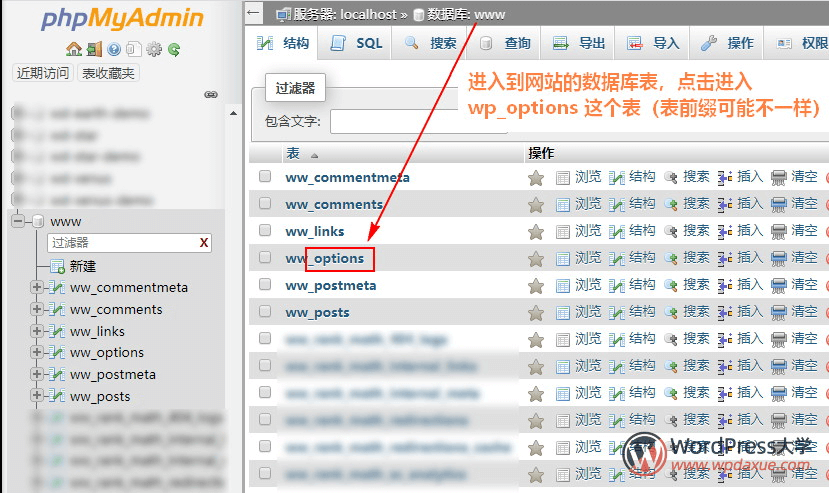 phpMyAdmin
近期访问 表收藏夹
www
过滤器 X
新建
ww_commentmeta
ww_comments
ww_links
ww_options
ww_postmeta
ww_posts
服务器: localhost » 数据库: www
结构 SQL 搜索 查询 导出 导入 操作 权限
过滤器
包含文字:
进入到网站的数据库表，点击进入
wp_options 这个表（表前缀可能不一样）
表 操作
ww_commentmeta 浏览 结构 搜索 插入 清空
ww_comments 浏览 结构 搜索 插入 清空
ww_links 浏览 结构 搜索 插入 清空
ww_options 浏览 结构 搜索 插入 清空
ww_postmeta 浏览 结构 搜索 插入 清空
ww_posts 浏览 结构 搜索 插入 清空
浏览 结构 搜索 插入 清空
浏览 结构 搜索 插入 清空
浏览 结构 搜索 插入 清空
浏览 结构 搜索 插入 清空
浏览 结构 搜索 插入 清空
浏览 结构 搜索 插入 清空
WordPress大学
www.wpdaxue.com